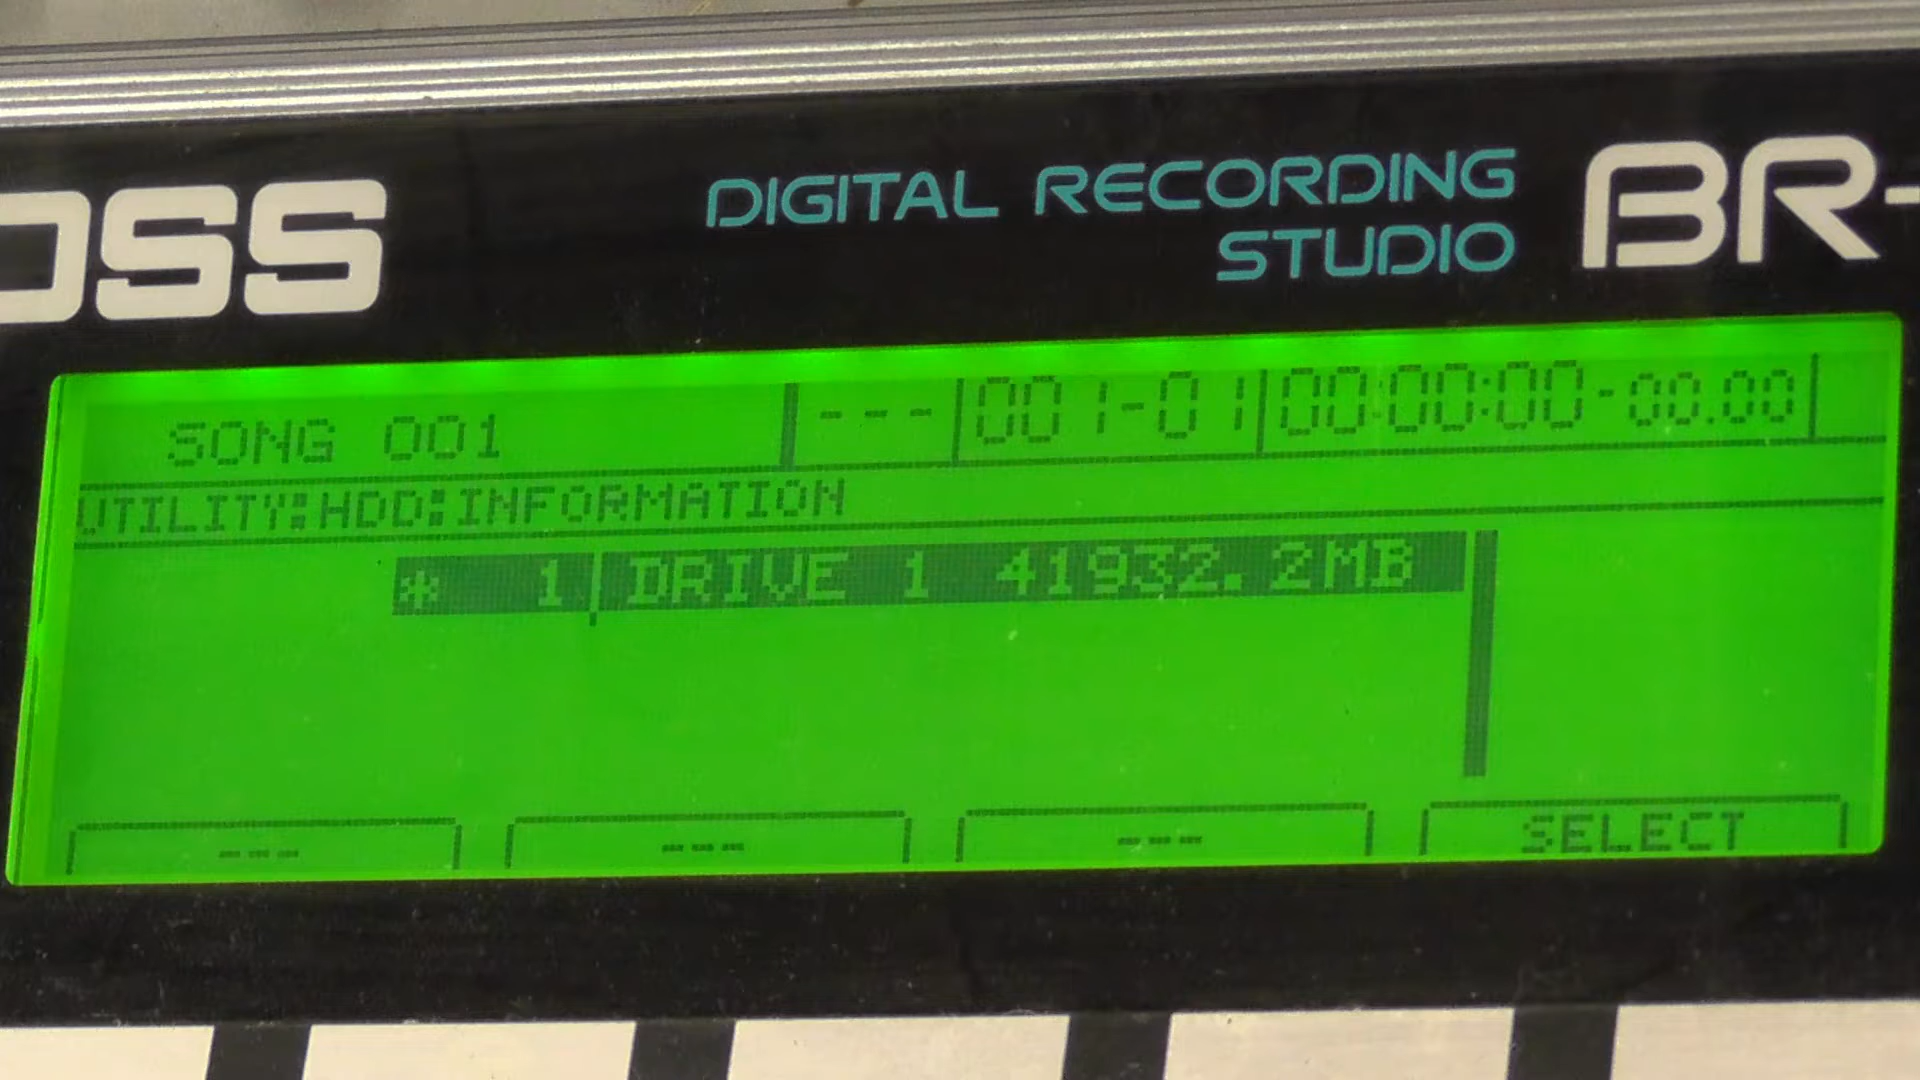 OSS
DIGITAL RECORDING
STUDIO
BR-
SONG 001 --- 001-01 00:00:00-00.00
UTILITY:HDD:INFORMATION
* 1 DRIVE 1 41932.2MB
--- --- --- SELECT